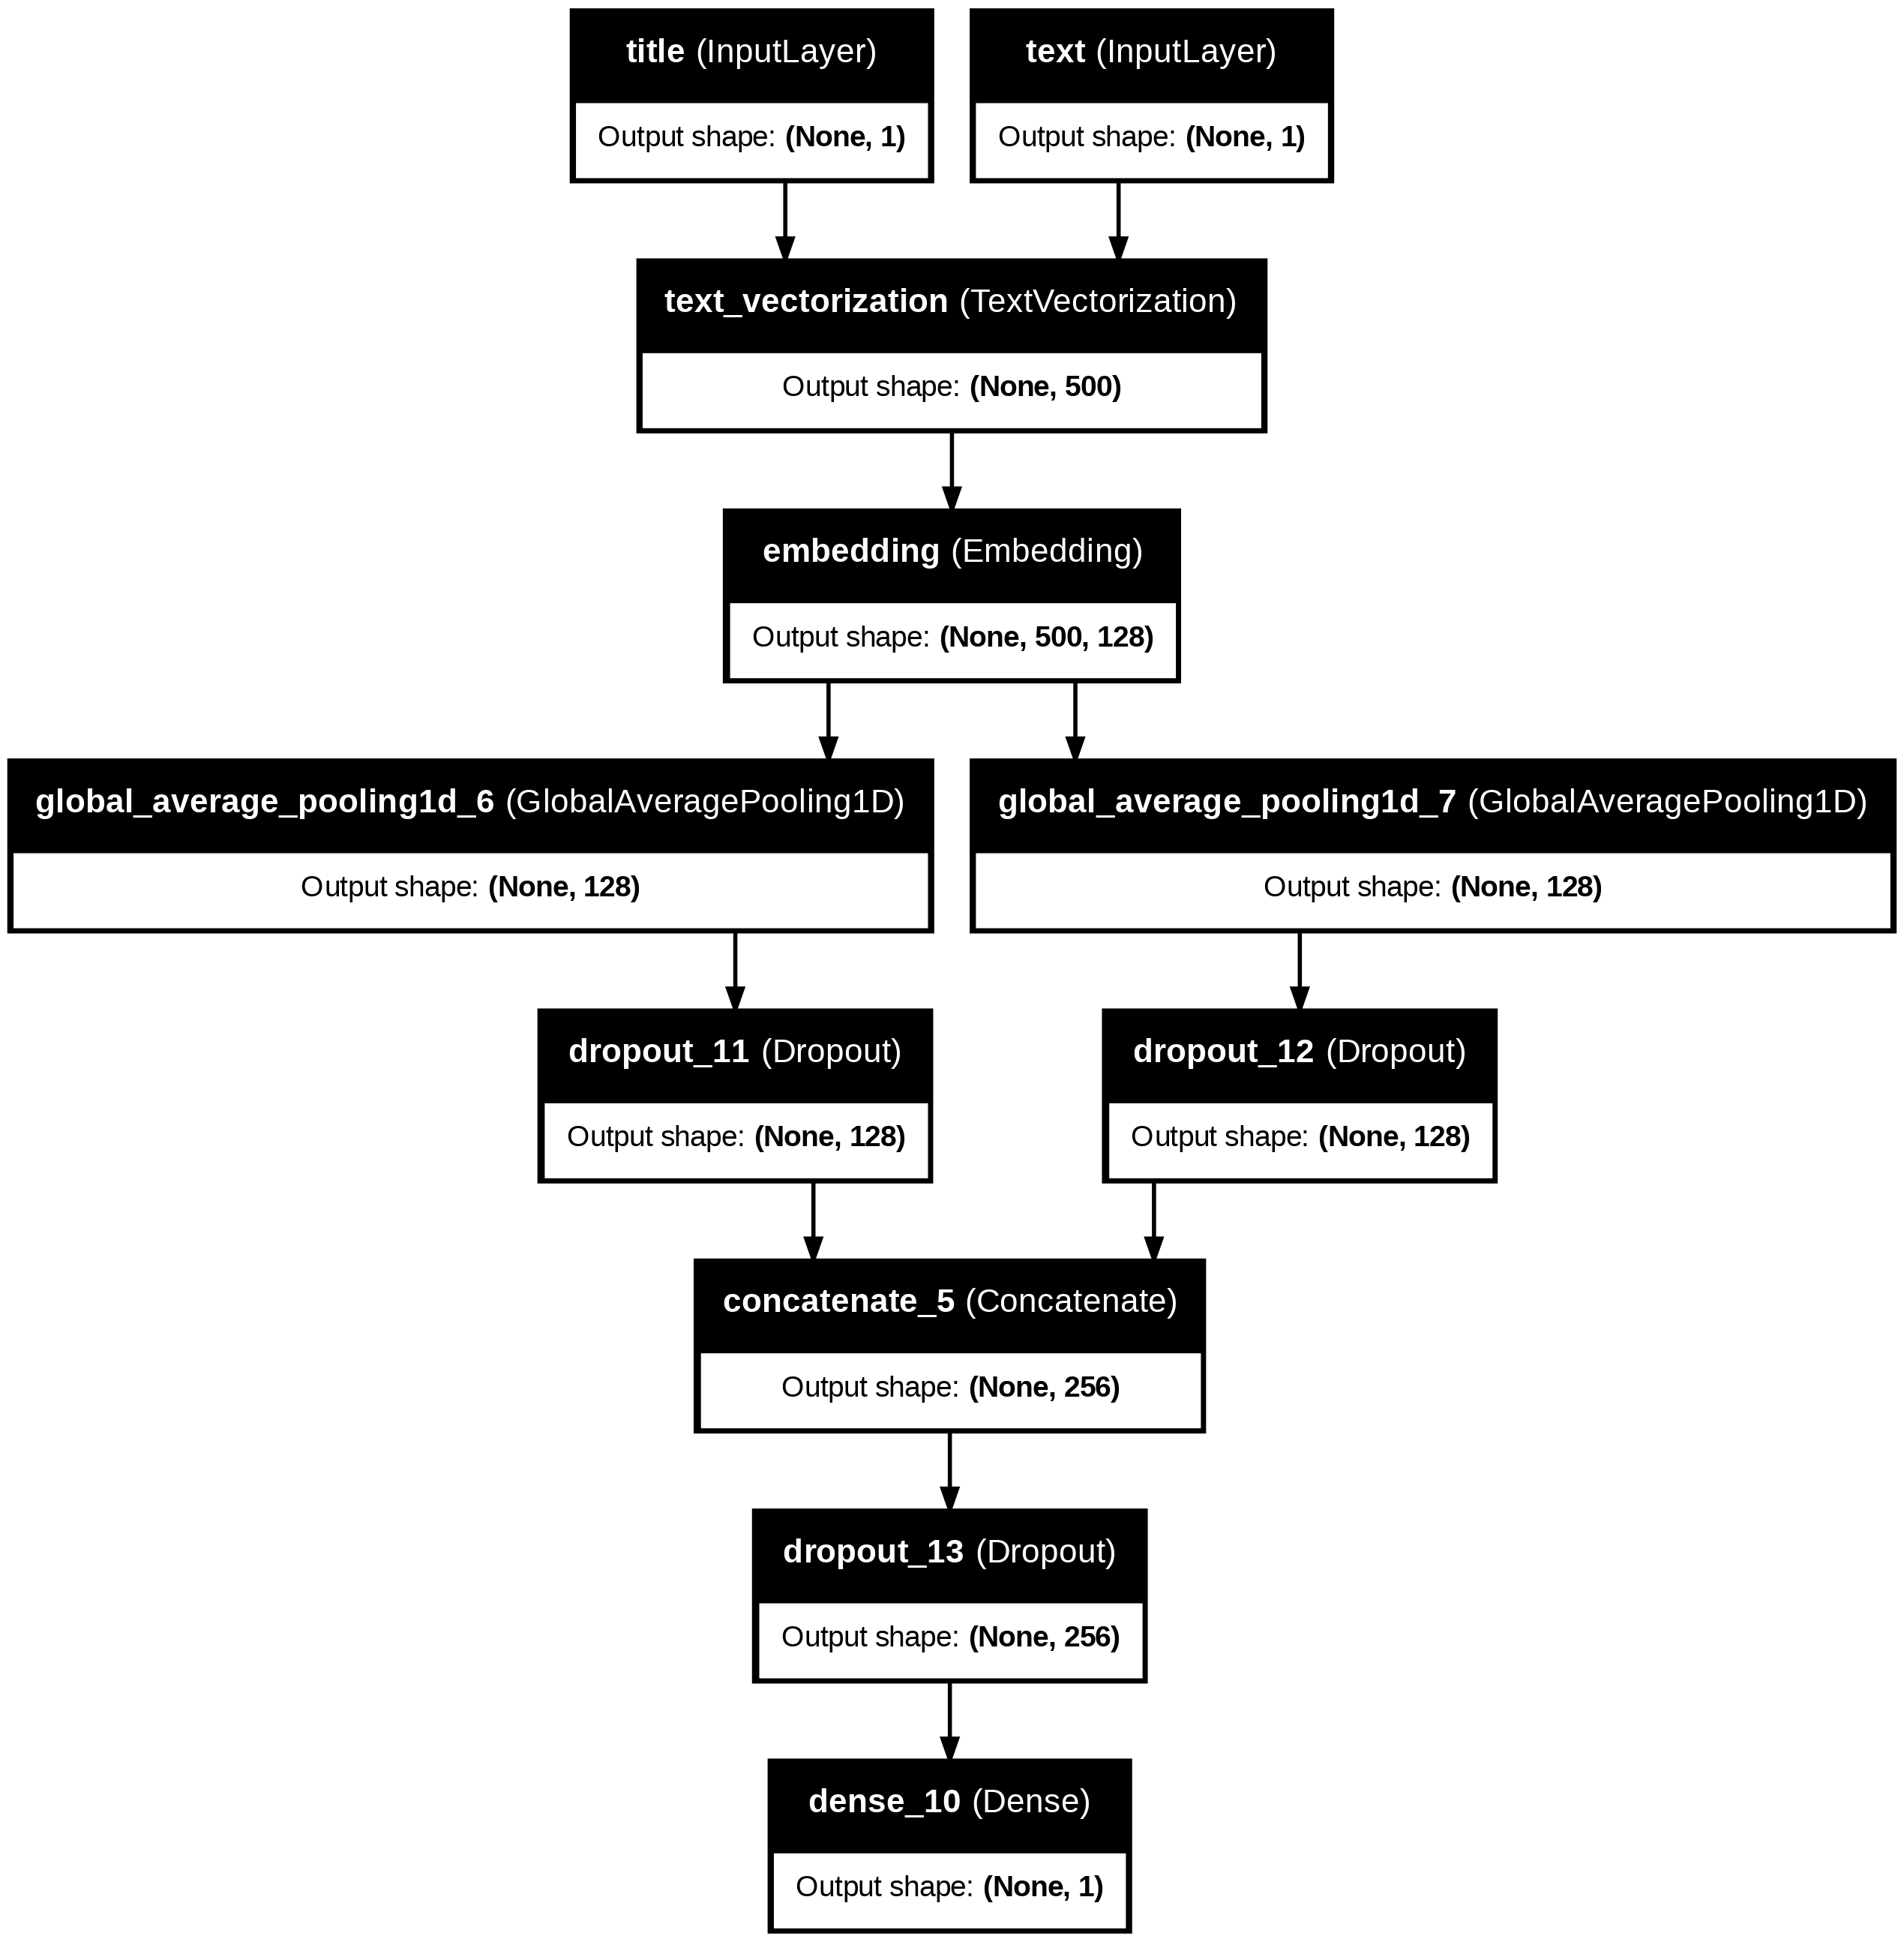 title (InputLayer)
Output shape: (None, 1)
text (InputLayer)
Output shape: (None, 1)
text_vectorization (TextVectorization)
Output shape: (None, 500)
embedding (Embedding)
Output shape: (None, 500, 128)
global_average_pooling1d_6 (GlobalAveragePooling1D)
Output shape: (None, 128)
global_average_pooling1d_7 (GlobalAveragePooling1D)
Output shape: (None, 128)
dropout_11 (Dropout)
Output shape: (None, 128)
dropout_12 (Dropout)
Output shape: (None, 128)
concatenate_5 (Concatenate)
Output shape: (None, 256)
dropout_13 (Dropout)
Output shape: (None, 256)
dense_10 (Dense)
Output shape: (None, 1)